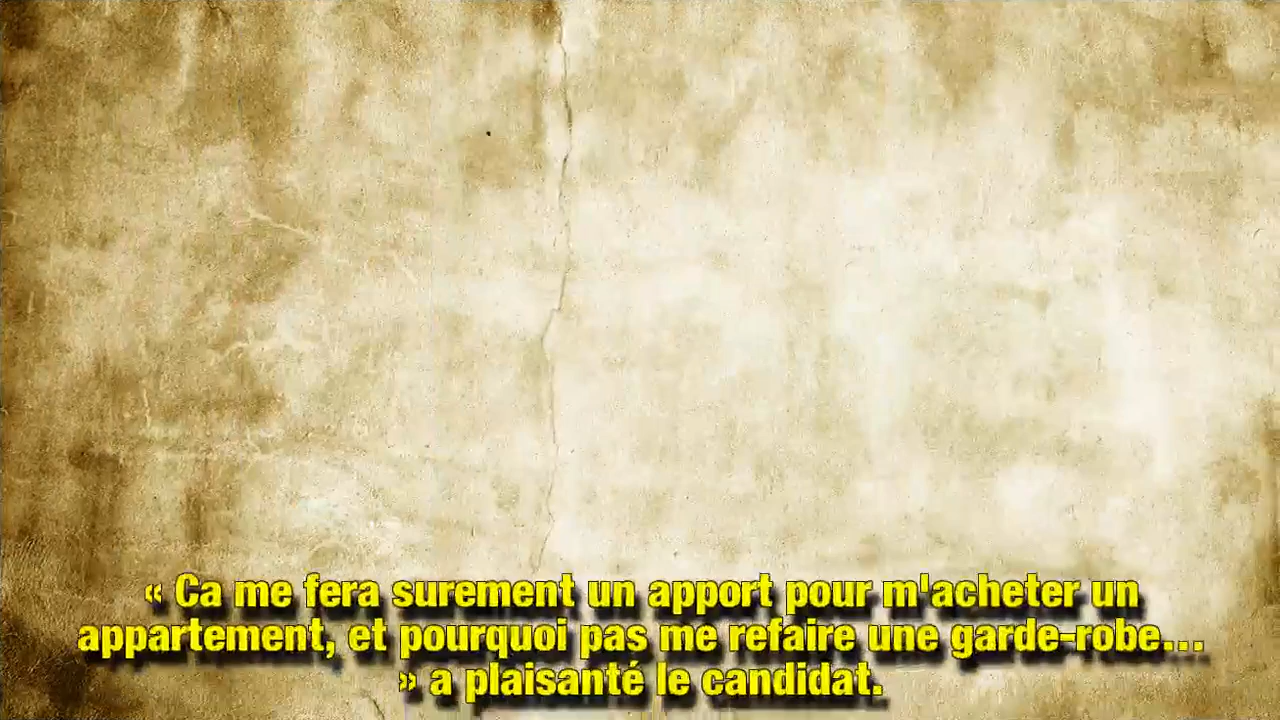 « Ca me fera surement un apport pour m'acheter un
appartement, et pourquoi pas me refaire une garde-robe...
» a plaisanté le candidat.